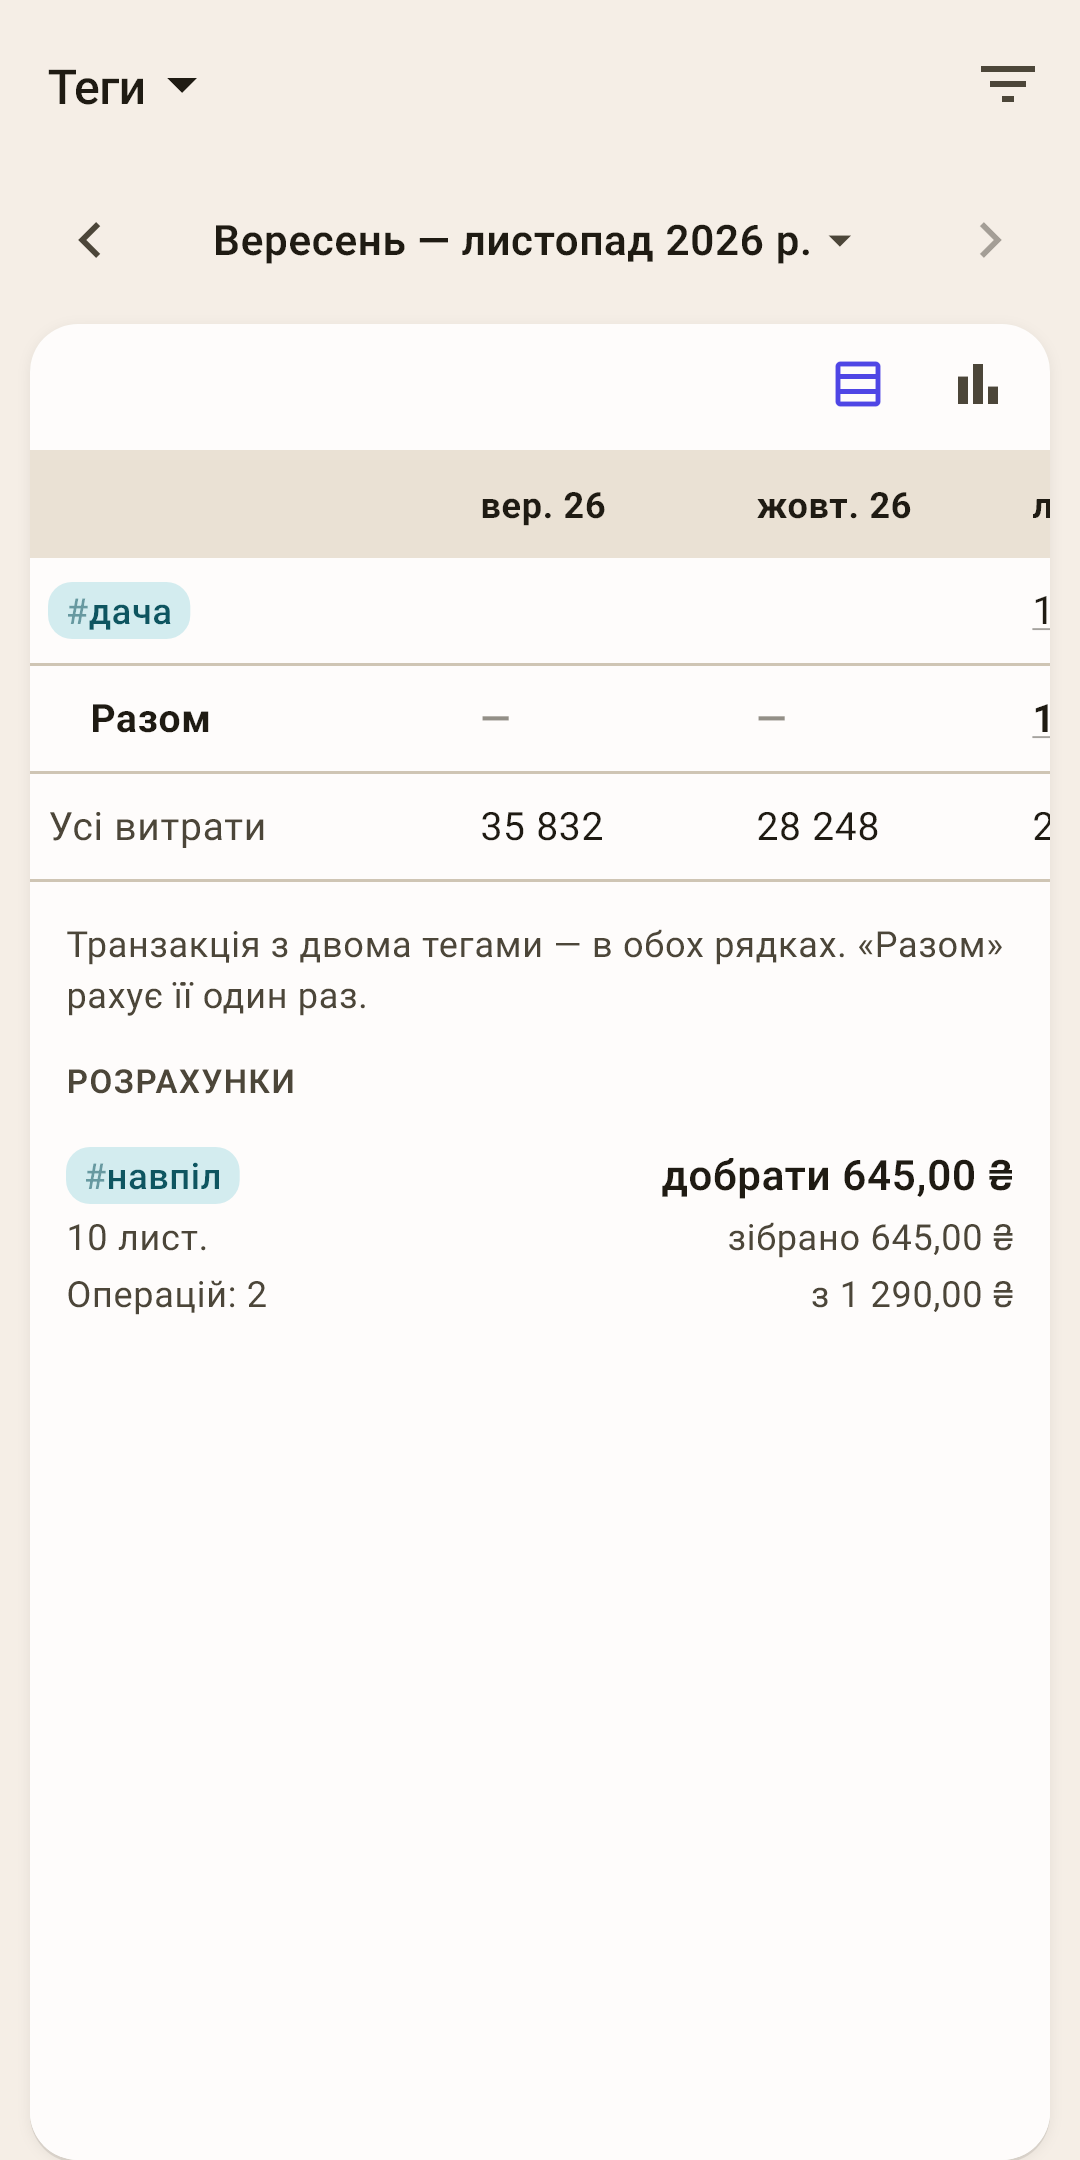 Теги
Вересень — листопад 2026 р.
вер. 26 жовт. 26
#дача
Разом — —
Усі витрати 35 832 28 248
Транзакція з двома тегами — в обох рядках. «Разом»
рахує її один раз.
РОЗРАХУНКИ
#навпіл добрати 645,00 ₴
10 лист. зібрано 645,00 ₴
Операцій: 2 з 1 290,00 ₴